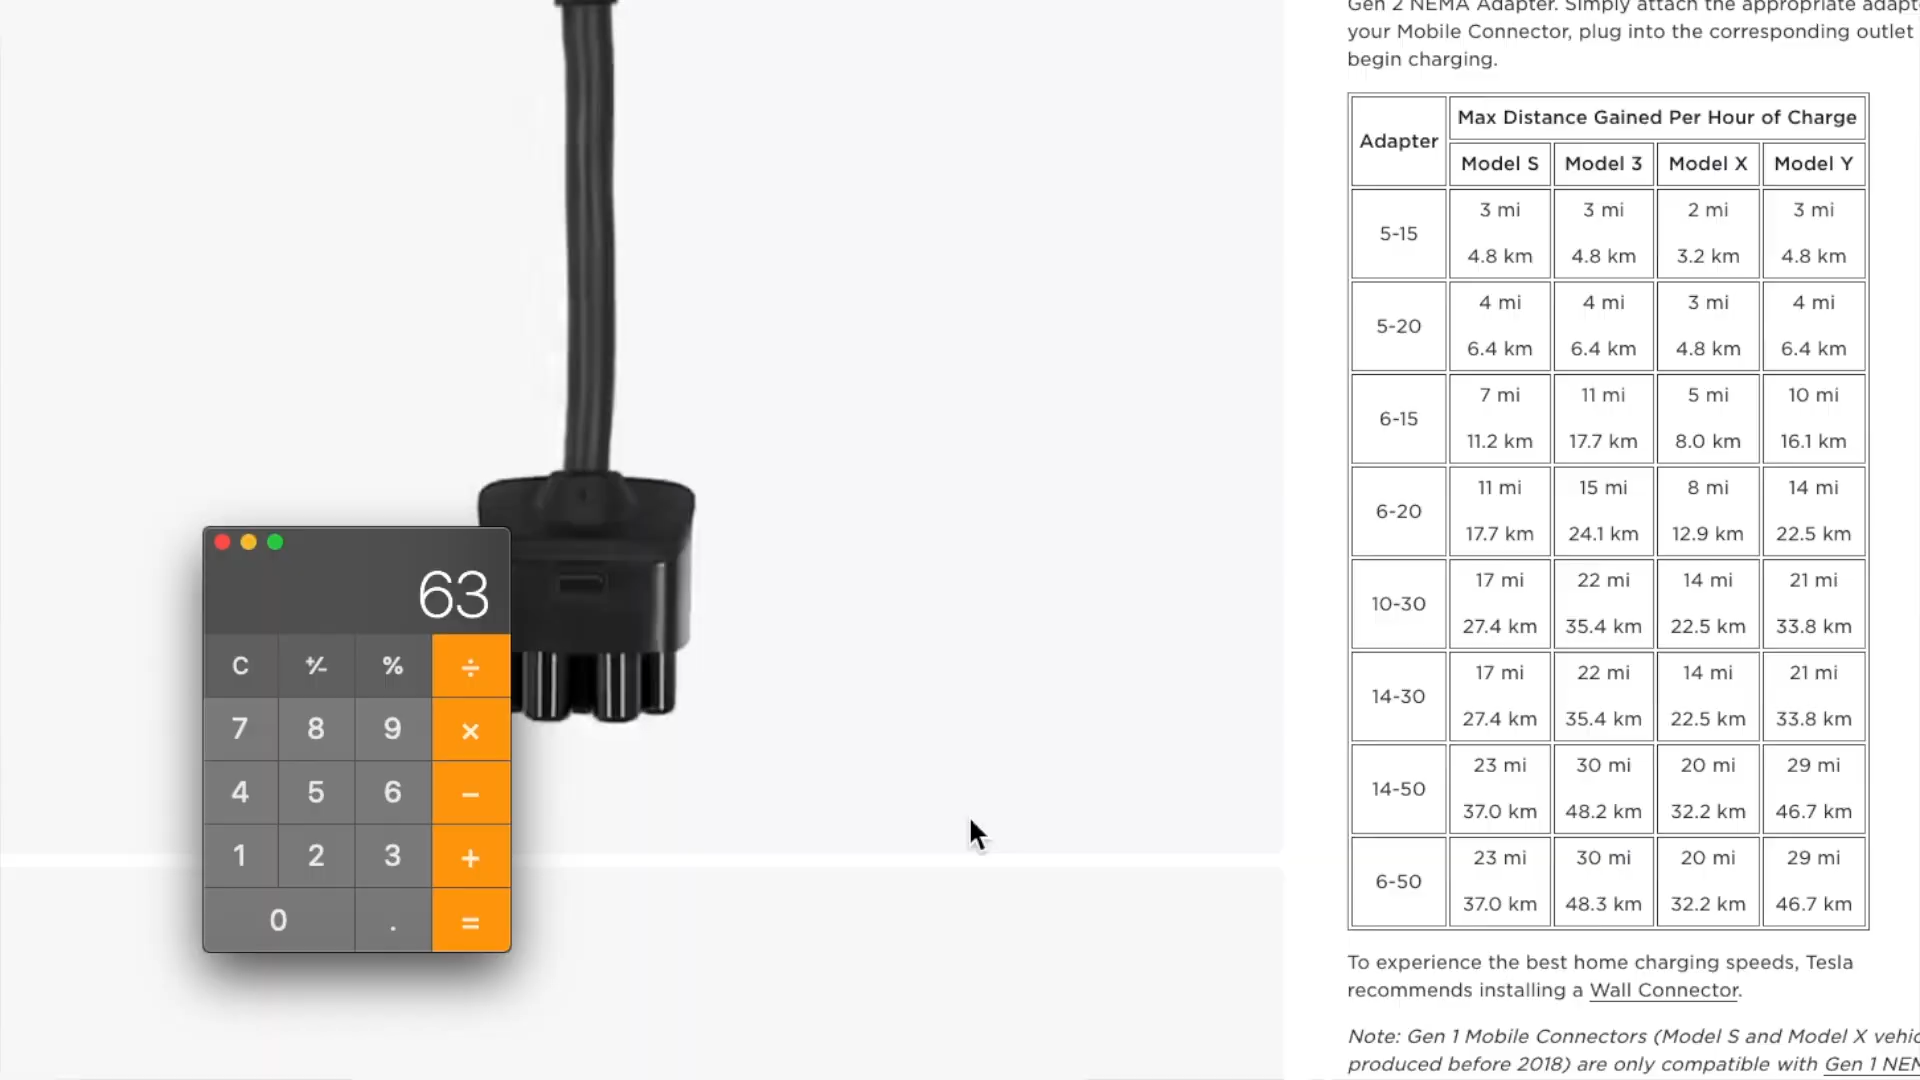 Gen 2 NEMA Adapter. Simply attach the appropriate adapt
your Mobile Connector, plug into the corresponding outlet
begin charging.
Adapter
Max Distance Gained Per Hour of Charge
Model S Model 3 Model X Model Y
5-15
3 mi 3 mi 2 mi 3 mi
4.8 km 4.8 km 3.2 km 4.8 km
5-20
4 mi 4 mi 3 mi 4 mi
6.4 km 6.4 km 4.8 km 6.4 km
6-15
7 mi 11 mi 5 mi 10 mi
11.2 km 17.7 km 8.0 km 16.1 km
6-20
11 mi 15 mi 8 mi 14 mi
17.7 km 24.1 km 12.9 km 22.5 km
10-30
17 mi 22 mi 14 mi 21 mi
27.4 km 35.4 km 22.5 km 33.8 km
14-30
17 mi 22 mi 14 mi 21 mi
27.4 km 35.4 km 22.5 km 33.8 km
14-50
23 mi 30 mi 20 mi 29 mi
37.0 km 48.2 km 32.2 km 46.7 km
6-50
23 mi 30 mi 20 mi 29 mi
37.0 km 48.3 km 32.2 km 46.7 km
To experience the best home charging speeds, Tesla
recommends installing a Wall Connector.
Note: Gen 1 Mobile Connectors (Model S and Model X vehic
produced before 2018) are only compatible with Gen 1 NEM
63
C ⁺⁄₋ % ÷
7 8 9 ×
4 5 6 −
1 2 3 +
0 . =